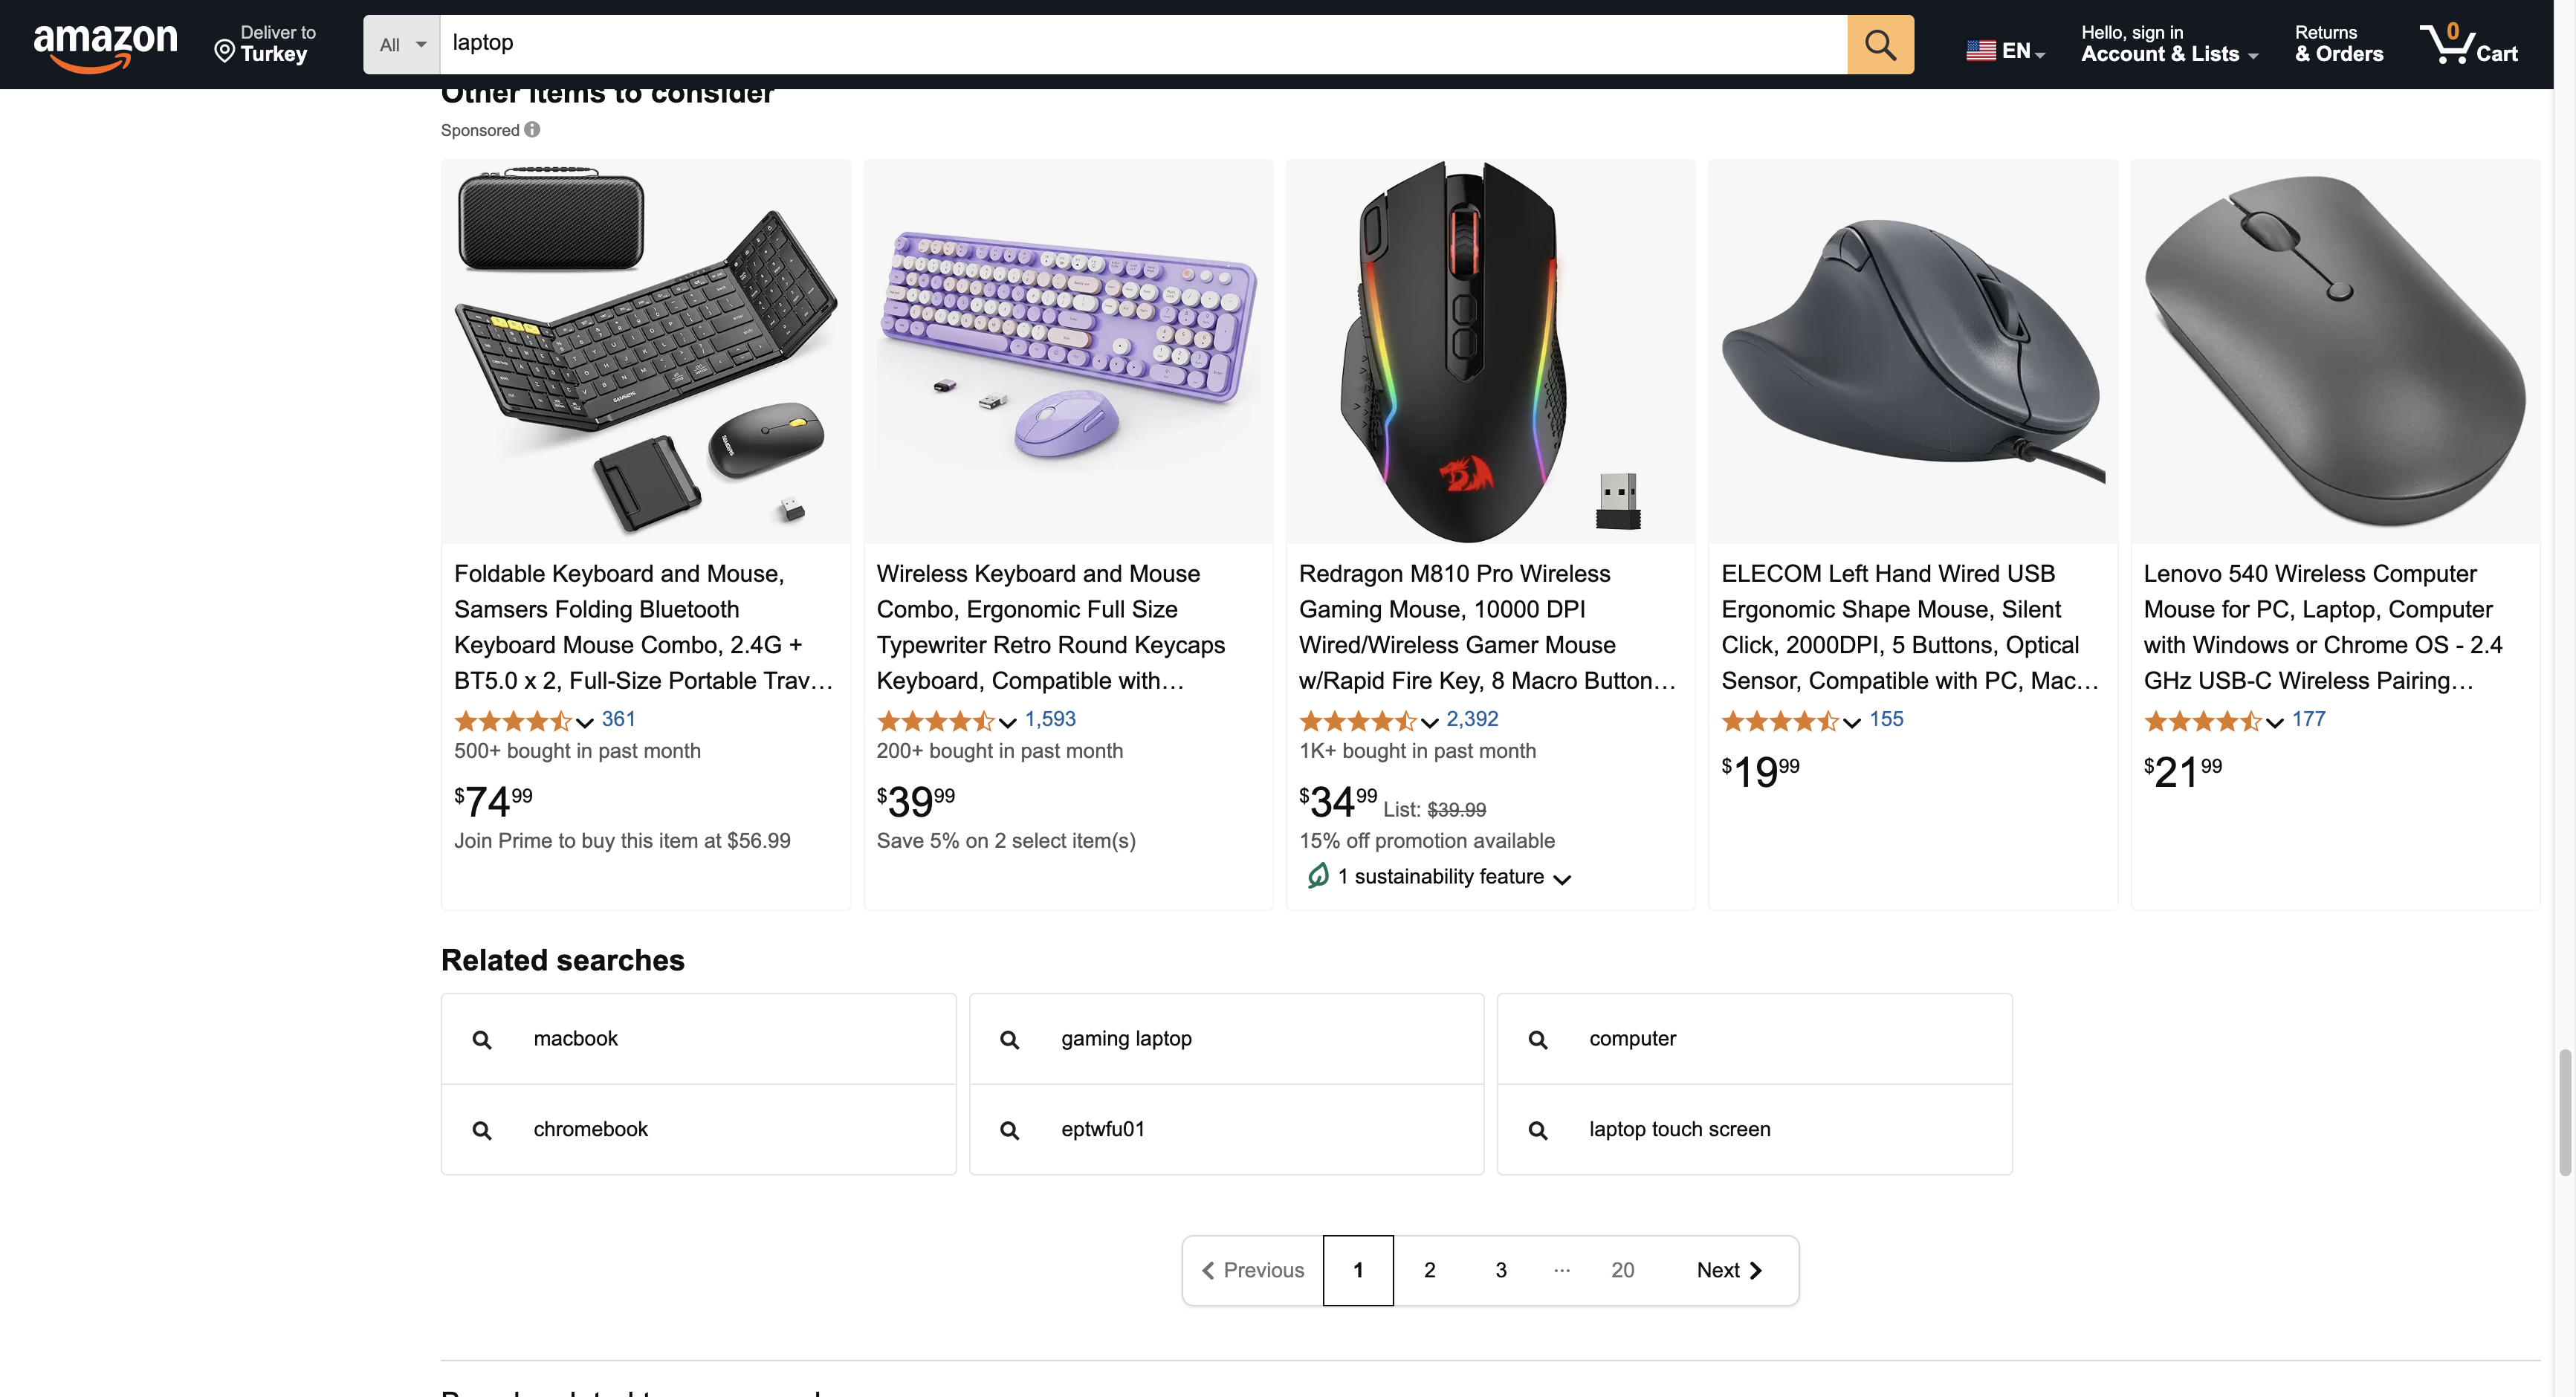 amazon
Deliver to
Turkey
All
laptop
EN
Hello, sign in
Account & Lists
Returns
& Orders
0
Cart
Other items to consider
Sponsored
Foldable Keyboard and Mouse,
Samsers Folding Bluetooth
Keyboard Mouse Combo, 2.4G +
BT5.0 x 2, Full-Size Portable Trav…
361
500+ bought in past month
$74.99
Join Prime to buy this item at $56.99
Wireless Keyboard and Mouse
Combo, Ergonomic Full Size
Typewriter Retro Round Keycaps
Keyboard, Compatible with…
1,593
200+ bought in past month
$39.99
Save 5% on 2 select item(s)
Redragon M810 Pro Wireless
Gaming Mouse, 10000 DPI
Wired/Wireless Gamer Mouse
w/Rapid Fire Key, 8 Macro Button…
2,392
1K+ bought in past month
$34.99 List: $39.99
15% off promotion available
1 sustainability feature
ELECOM Left Hand Wired USB
Ergonomic Shape Mouse, Silent
Click, 2000DPI, 5 Buttons, Optical
Sensor, Compatible with PC, Mac…
155
$19.99
Lenovo 540 Wireless Computer
Mouse for PC, Laptop, Computer
with Windows or Chrome OS - 2.4
GHz USB-C Wireless Pairing…
177
$21.99
Related searches
macbook
gaming laptop
computer
chromebook
eptwfu01
laptop touch screen
Previous 1 2 3 ... 20 Next